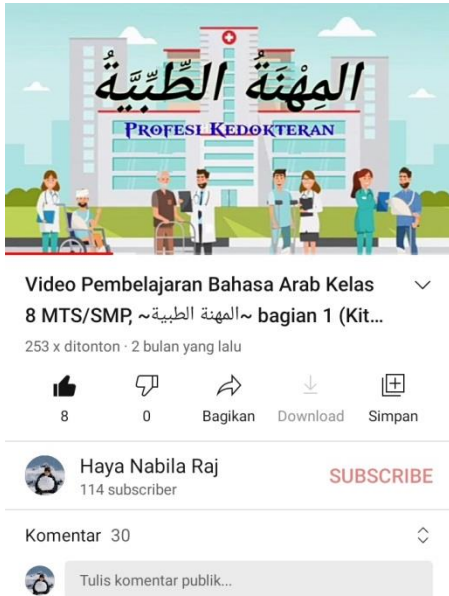 المِهْنَةُ الطِّبِّيَّةُ
PROFESI KEDOKTERAN
Video Pembelajaran Bahasa Arab Kelas
8 MTS/SMP, ~المهنة الطبية~ bagian 1 (Kit...
253 x ditonton · 2 bulan yang lalu
8 0 Bagikan Download Simpan
Haya Nabila Raj SUBSCRIBE
114 subscriber
Komentar 30
Tulis komentar publik...